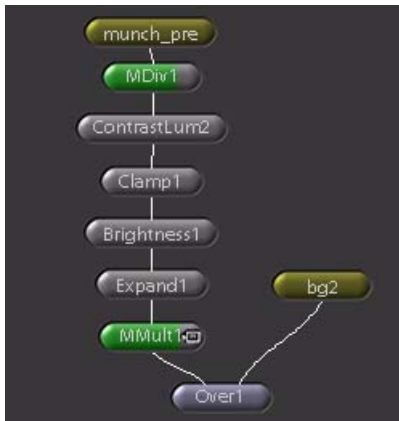 munch_pre
MDiv1
ContrastLum2
Clamp1
Brightness1
Expand1
bg2
MMult1
Over1